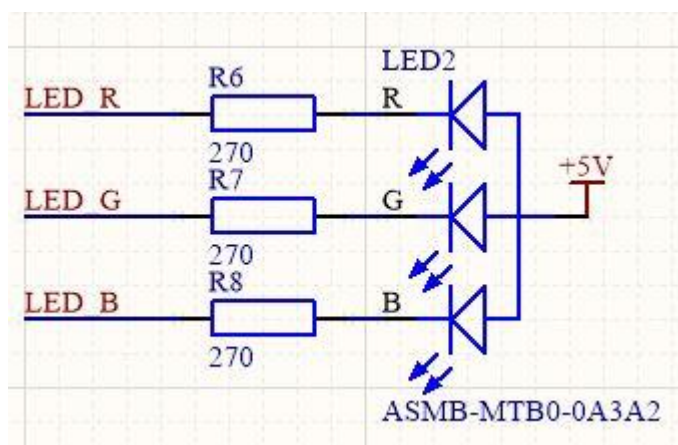 LED2
R6
LED_R
R
270
R7
+5V
LED_G
G
270
R8
LED_B
B
270
ASMB-MTB0-0A3A2